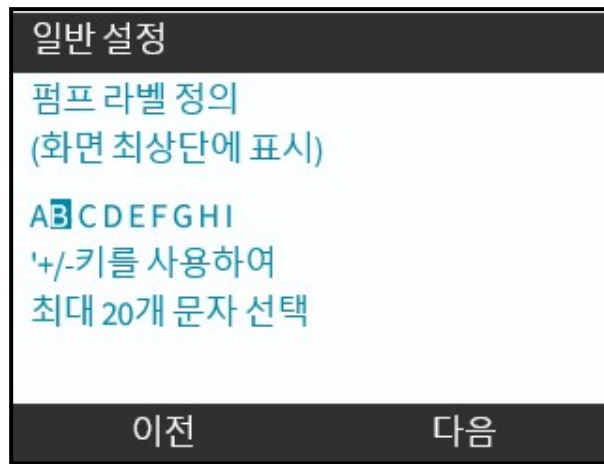 일반 설정
펌프 라벨 정의
(화면 최상단에 표시)
A B C D E F G H I
'+/-키를 사용하여
최대 20개 문자 선택
이전 다음